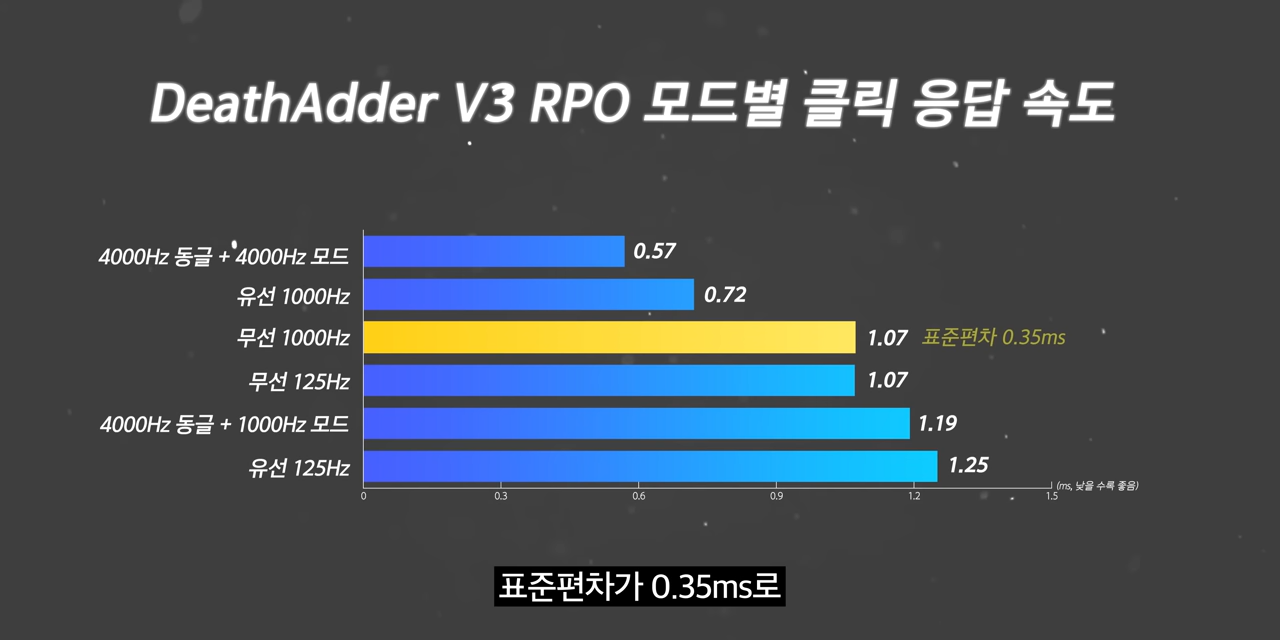 DeathAdder V3 RPO 모드별 클릭 응답 속도
4000Hz 동글 + 4000Hz 모드 0.57
유선 1000Hz 0.72
무선 1000Hz 1.07 표준편차 0.35ms
무선 125Hz 1.07
4000Hz 동글 + 1000Hz 모드 1.19
유선 125Hz 1.25
0 0.3 0.6 0.9 1.2 1.5 (ms, 낮을 수록 좋음)
표준편차가 0.35ms로